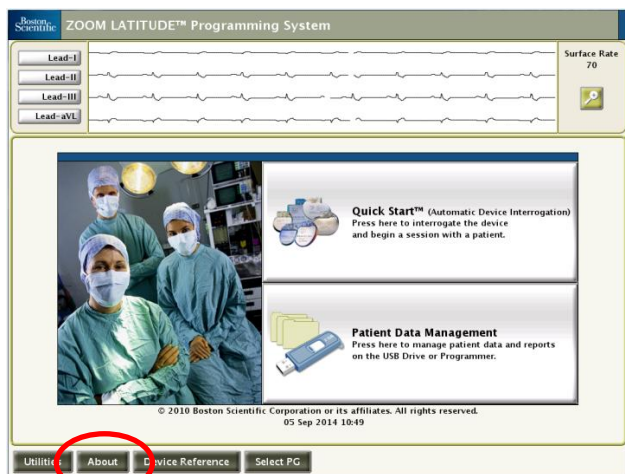 Boston
Scientific
ZOOM LATITUDE™ Programming System
Lead-I
Lead-II
Lead-III
Lead-aVL
Surface Rate
70
Quick Start™ (Automatic Device Interrogation)
Press here to interrogate the device
and begin a session with a patient.
Patient Data Management
Press here to manage patient data and reports
on the USB Drive or Programmer.
© 2010 Boston Scientific Corporation or its affiliates. All rights reserved.
05 Sep 2014 10:49
Utilities About Device Reference Select PG